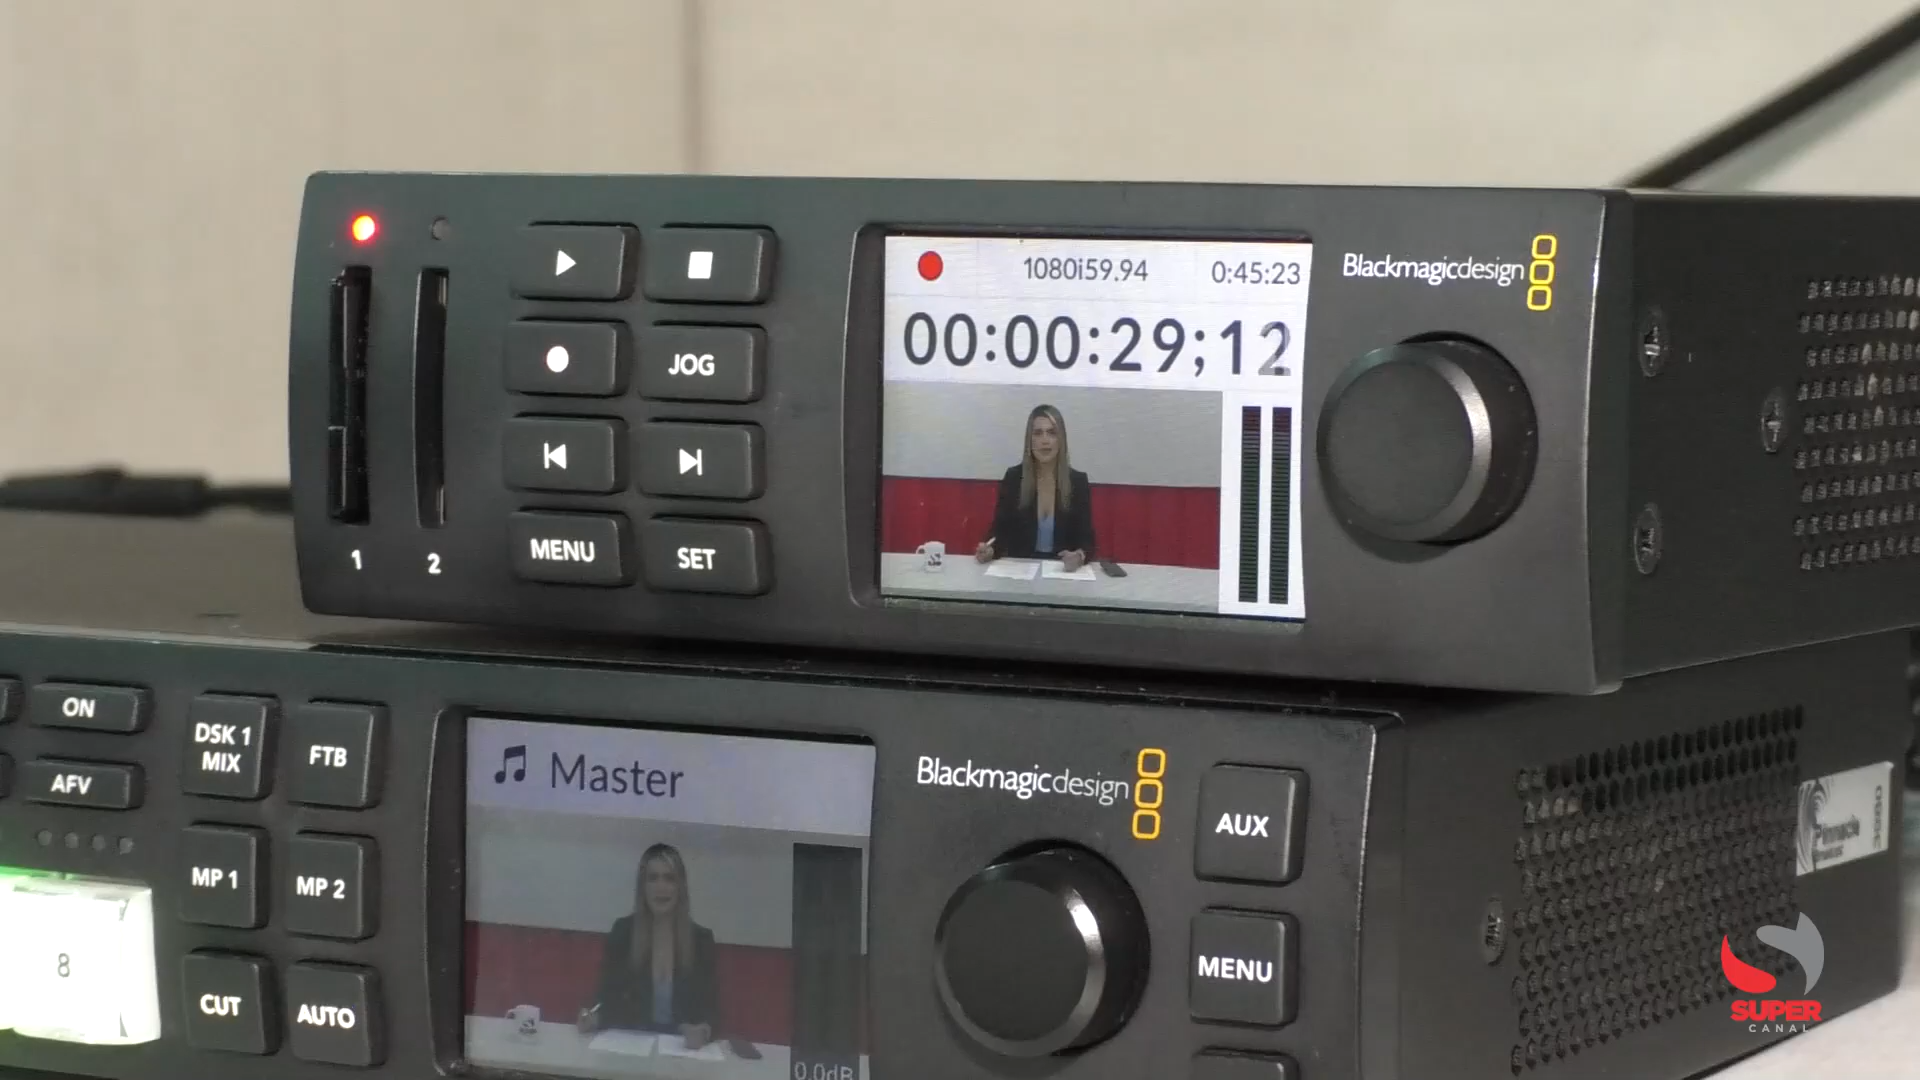 1080i59.94
0:45:23
00:00:29;12
Blackmagicdesign
JOG
MENU
SET
1
2
ON
AFV
DSK 1
MIX
FTB
MP 1
MP 2
CUT
AUTO
8
Master
0.0dB
Blackmagicdesign
AUX
MENU
Pinnacle
SUPER
CANAL